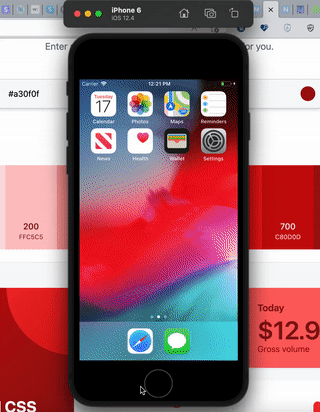 iPhone 6
iOS 12.4
Enter
for you.
#a30f0f
Carrier
12:21 PM
Tuesday
17
Calendar
Photos
Maps
Reminders
News
Health
Wallet
Settings
200
FFC5C5
700
C80D0D
Today
$12.9
Gross volume
CSS